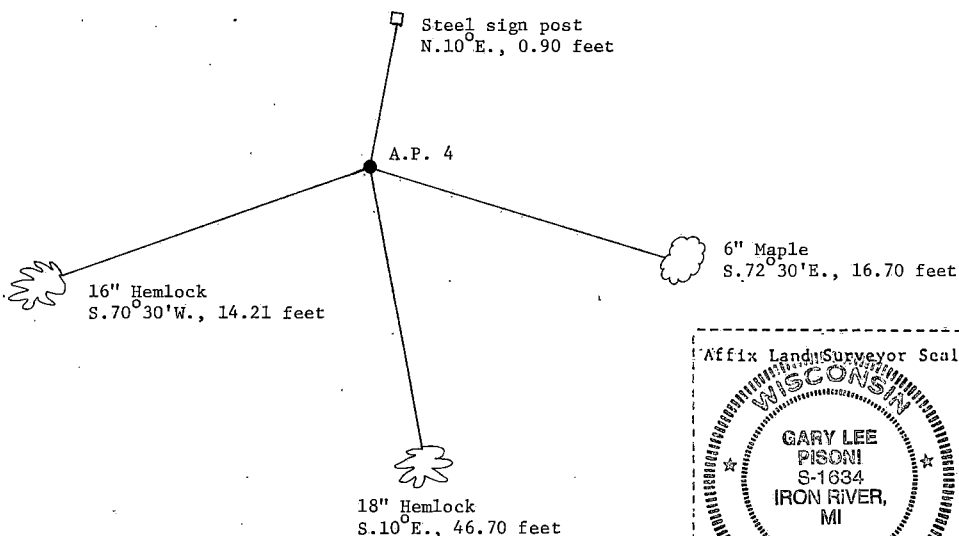 Steel sign post
N.10°E., 0.90 feet
A.P. 4
6" Maple
S.72°30'E., 16.70 feet
16" Hemlock
S.70°30'W., 14.21 feet
18" Hemlock
S.10°E., 46.70 feet
Affix Land Surveyor Seal
WISCONSIN
GARY LEE
PISONI
S-1634
IRON RIVER,
MI